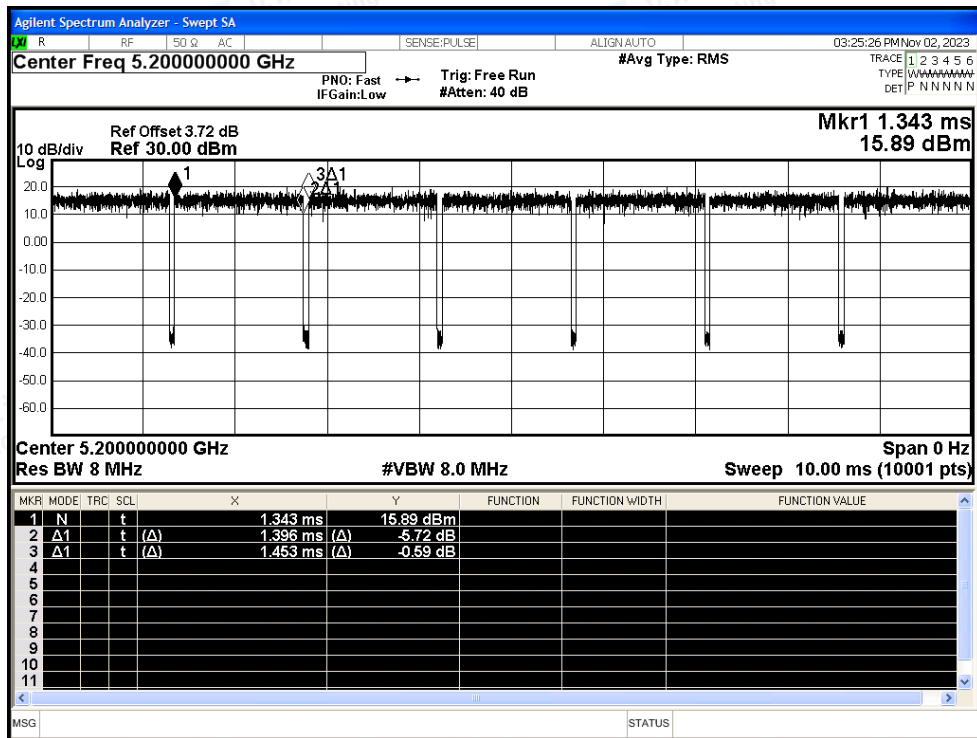 Agilent Spectrum Analyzer - Swept SA
LXI R RF 50 Ω AC SENSE:PULSE ALIGN AUTO 03:25:26 PM Nov 02, 2023
Center Freq 5.200000000 GHz #Avg Type: RMS TRACE 1 2 3 4 5 6
PNO: Fast Trig: Free Run TYPE
IFGain:Low #Atten: 40 dB DET P N N N N N
Mkr1 1.343 ms
Ref Offset 3.72 dB
10 dB/div Ref 30.00 dBm 15.89 dBm
Log
1
3Δ1
2Δ1
20.0
10.0
0.00
-10.0
-20.0
-30.0
-40.0
-50.0
-60.0
Center 5.200000000 GHz Span 0 Hz
Res BW 8 MHz #VBW 8.0 MHz Sweep 10.00 ms (10001 pts)
MKR MODE TRC SCL X Y FUNCTION FUNCTION WIDTH FUNCTION VALUE
1 N t 1.343 ms 15.89 dBm
2 Δ1 t (Δ) 1.396 ms (Δ) -5.72 dB
3 Δ1 t (Δ) 1.453 ms (Δ) -0.59 dB
4
5
6
7
8
9
10
11
MSG STATUS